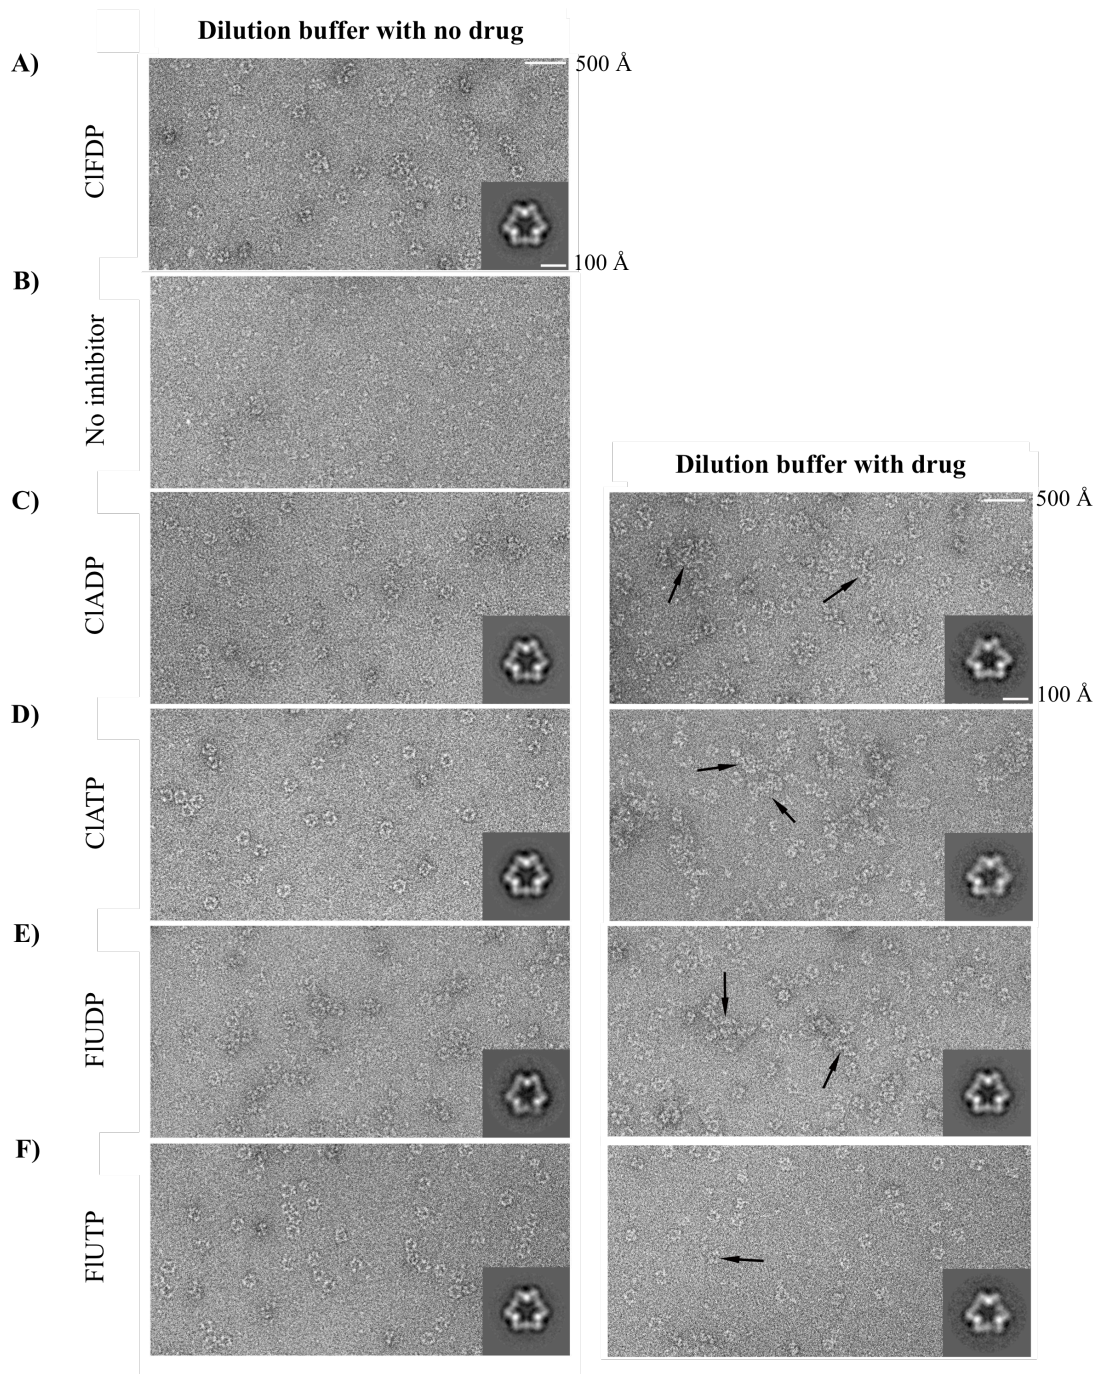 Dilution buffer with no drug
A)
500 Å
ClFDP
100 Å
B)
No inhibitor
Dilution buffer with drug
C)
500 Å
ClADP
100 Å
D)
ClATP
E)
FlUDP
F)
FlUTP